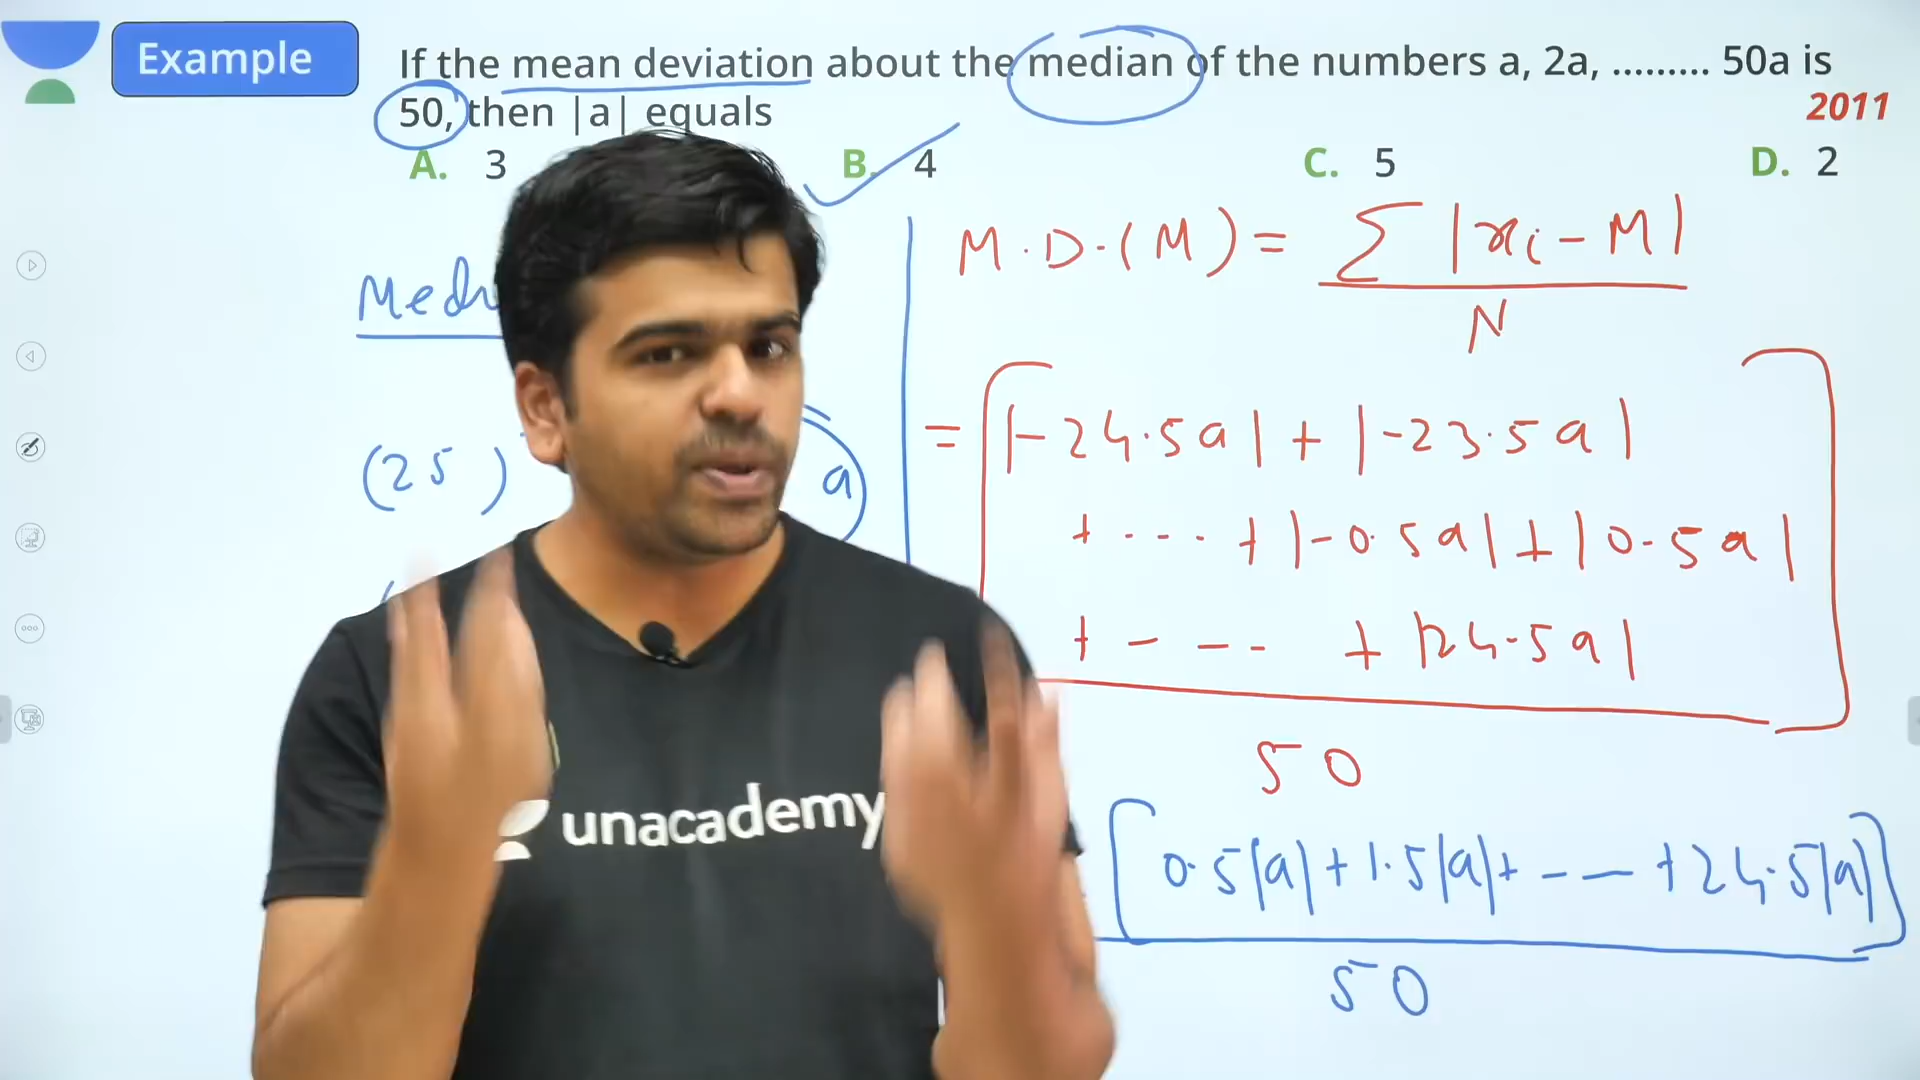 Example
If the mean deviation about the median of the numbers a, 2a, ......... 50a is
50, then |a| equals
2011
A. 3 B. 4 C. 5 D. 2
M.D.(M) = Σ |xi - M|
N
(25) a
= |-24.5a| + |-23.5a|
+ ... + |-0.5a| + |0.5a|
+ - -- + |24.5a|
50
unacademy
0.5|a| + 1.5|a| + -- + 24.5|a|
50